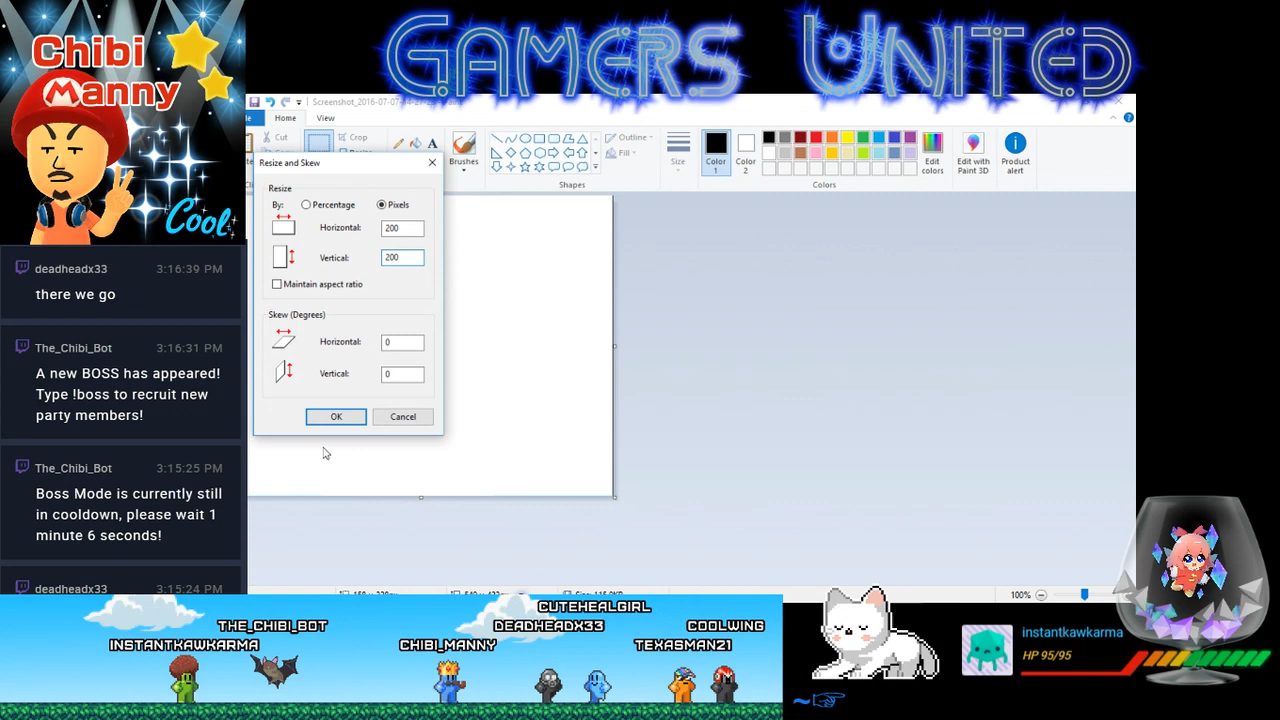 Gamers United
Chibi
Manny
Cool
Home
View
Cut
Crop
A
Brushes
Outline
Fill
Shapes
Size
Color
1
Color
2
Edit
colors
Colors
Edit with
Paint 3D
Product
alert
Resize and Skew
Resize
By:
Percentage
Pixels
Horizontal:
200
Vertical:
200
Maintain aspect ratio
Skew (Degrees)
Horizontal:
0
Vertical:
0
OK
Cancel
deadheadx33 3:16:39 PM
there we go
The_Chibi_Bot 3:16:31 PM
A new BOSS has appeared!
Type !boss to recruit new
party members!
The_Chibi_Bot 3:15:25 PM
Boss Mode is currently still
in cooldown, please wait 1
minute 6 seconds!
deadheadx33 3:15:24 PM
100%
CUTEHEALGIRL
THE_CHIBI_BOT
DEADHEADX33
COOLWING
INSTANTKAWKARMA
CHIBI_MANNY
TEXASMAN21
instantkawkarma
HP 95/95